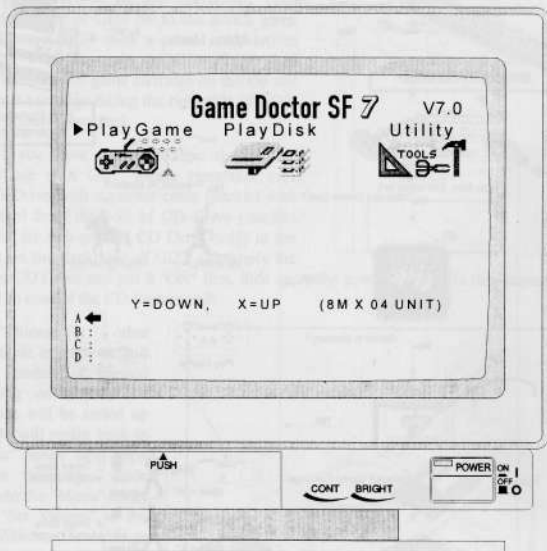 Game Doctor SF 7 V7.0
▶PlayGame PlayDisk Utility
TOOLS
Y=DOWN, X=UP (8M X 04 UNIT)
A ←
B :
C :
D :
PUSH
CONT BRIGHT
POWER ON
OFF